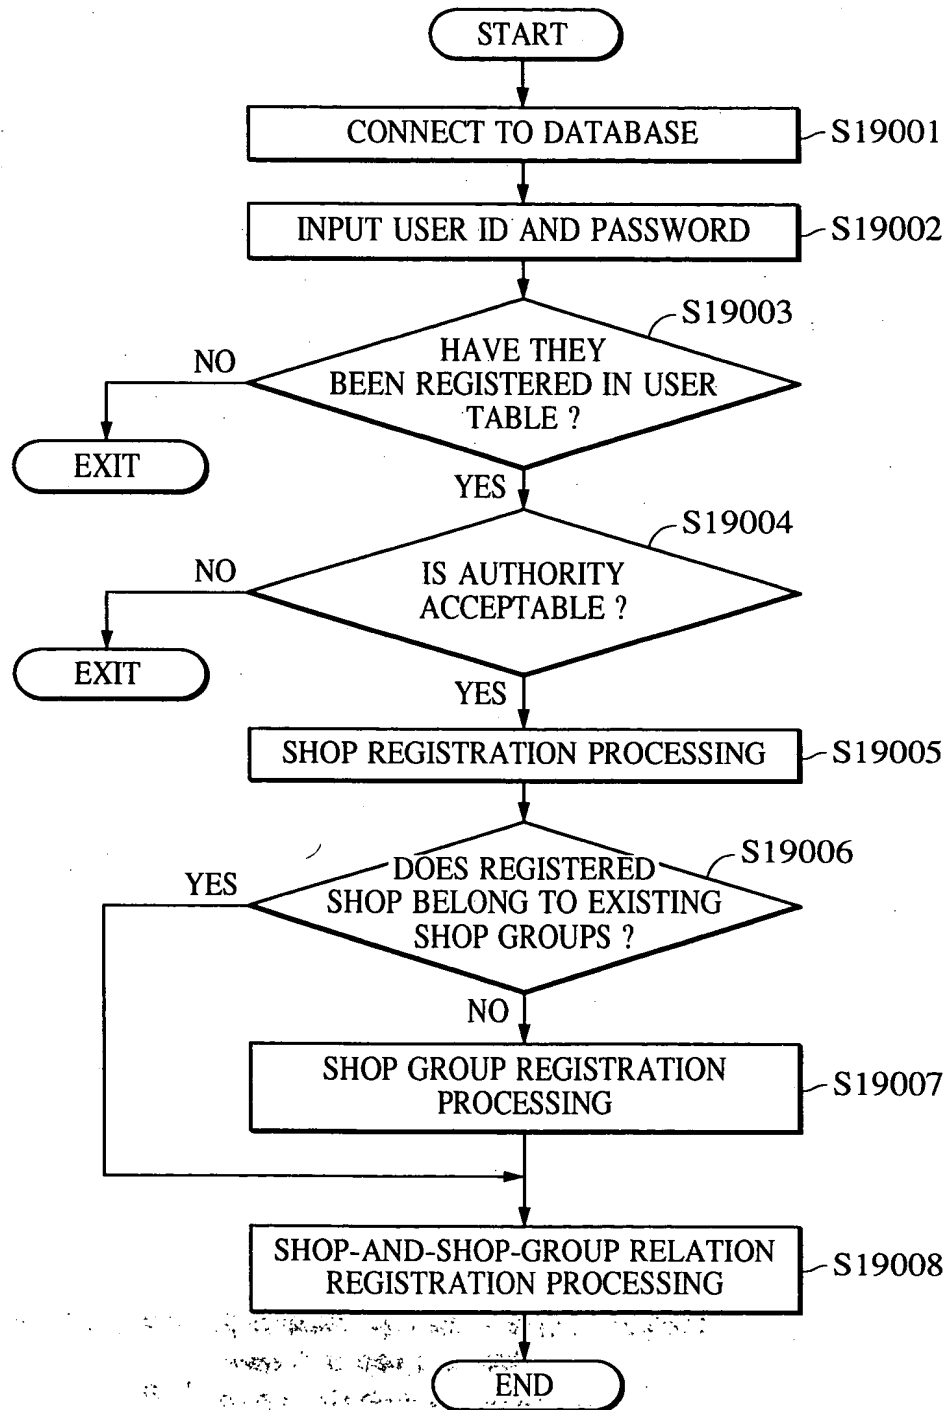 START
CONNECT TO DATABASE
S19001
INPUT USER ID AND PASSWORD
S19002
S19003
HAVE THEY
BEEN REGISTERED IN USER
TABLE ?
NO
EXIT
YES
S19004
IS AUTHORITY
ACCEPTABLE ?
NO
EXIT
YES
SHOP REGISTRATION PROCESSING
S19005
S19006
DOES REGISTERED
SHOP BELONG TO EXISTING
SHOP GROUPS ?
YES
NO
SHOP GROUP REGISTRATION
PROCESSING
S19007
SHOP-AND-SHOP-GROUP RELATION
REGISTRATION PROCESSING
S19008
END